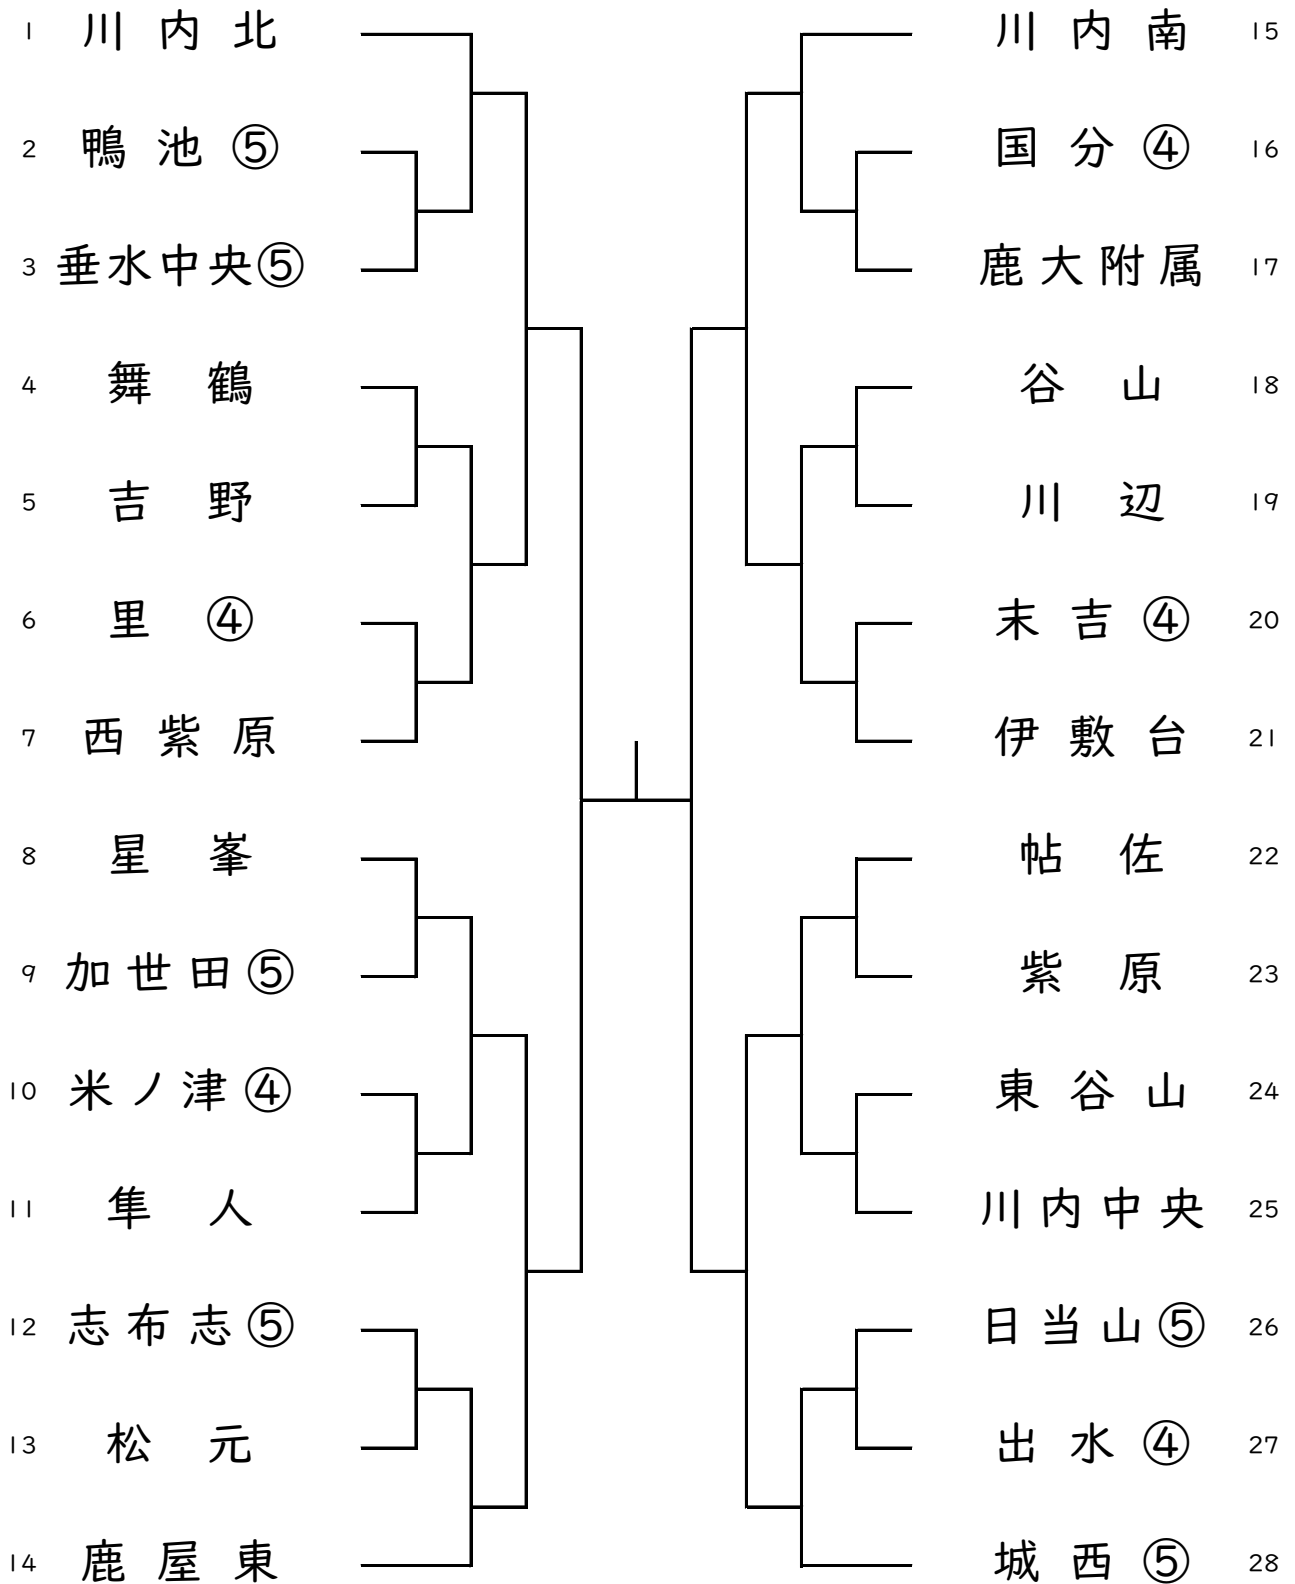 1 川内北
2 鴨池⑤
3 垂水中央⑤
4 舞鶴
5 吉野
6 里④
7 西紫原
8 星峯
9 加世田⑤
10 米ノ津④
11 隼人
12 志布志⑤
13 松元
14 鹿屋東
川内南 15
国分④ 16
鹿大附属 17
谷山 18
川辺 19
末吉④ 20
伊敷台 21
帖佐 22
紫原 23
東谷山 24
川内中央 25
日当山⑤ 26
出水④ 27
城西⑤ 28